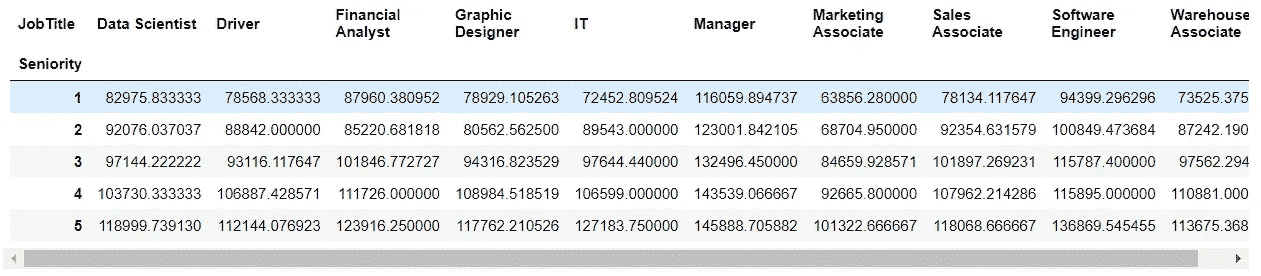 JobTitle Data Scientist Driver Financial Analyst Graphic Designer IT Manager Marketing Associate Sales Associate Software Engineer Warehouse Associate
Seniority
1 82975.833333 78568.333333 87960.380952 78929.105263 72452.809524 116059.894737 63856.280000 78134.117647 94399.296296 73525.375
2 92076.037037 88842.000000 85220.681818 80562.562500 89543.000000 123001.842105 68704.950000 92354.631579 100849.473684 87242.190
3 97144.222222 93116.117647 101846.772727 94316.823529 97644.440000 132496.450000 84659.928571 101897.269231 115787.400000 97562.294
4 103730.333333 106887.428571 111726.000000 108984.518519 106599.000000 143539.066667 92665.800000 107962.214286 115895.000000 110881.000
5 118999.739130 112144.076923 123916.250000 117762.210526 127183.750000 145888.705882 101322.666667 118068.666667 136869.545455 113675.368